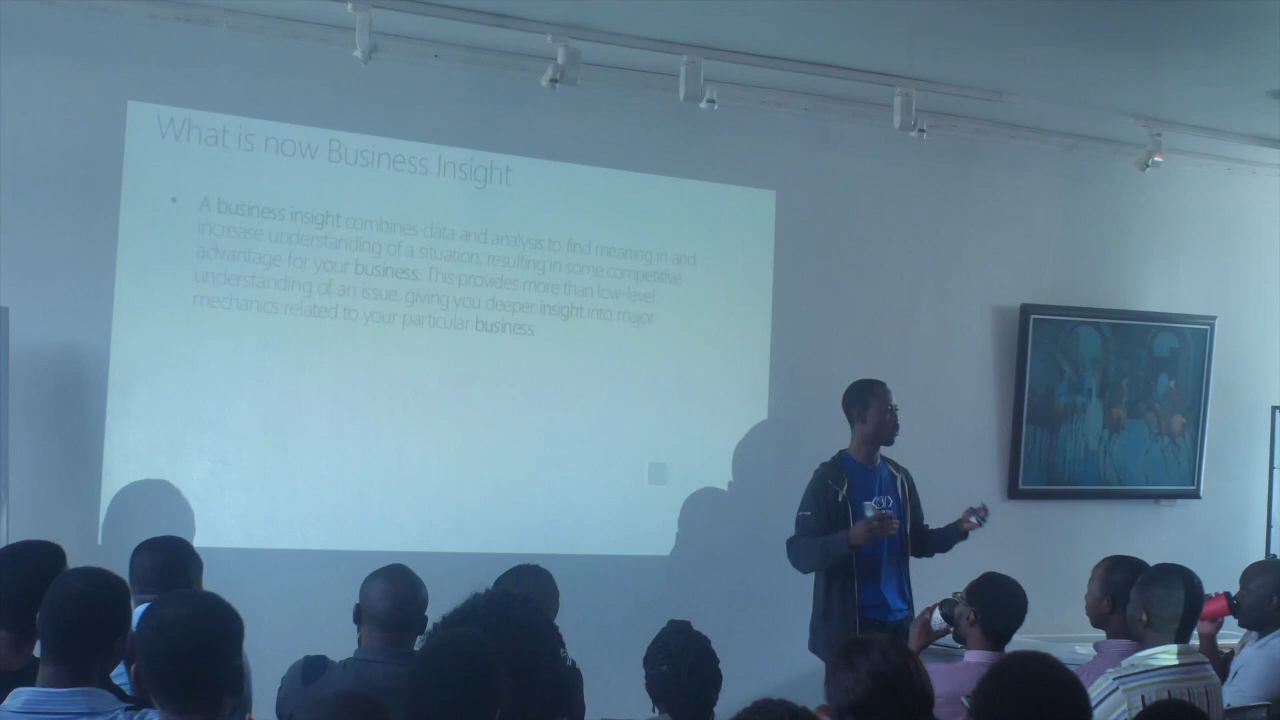 What is now Business Insight
• A business insight combines data and analysis to find meaning in and
increase understanding of a situation, resulting in some competitive
advantage for your business. This provides more than low-level
understanding of an issue, giving you deeper insight into major
mechanics related to your particular business